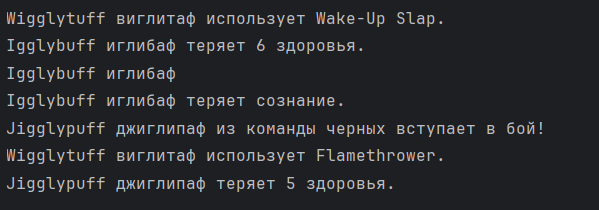 Wigglytuff виглитаф использует Wake-Up Slap.
Igglybuff иглибаф теряет 6 здоровья.
Igglybuff иглибаф
Igglybuff иглибаф теряет сознание.
Jigglypuff джиглипаф из команды черных вступает в бой!
Wigglytuff виглитаф использует Flamethrower.
Jigglypuff джиглипаф теряет 5 здоровья.